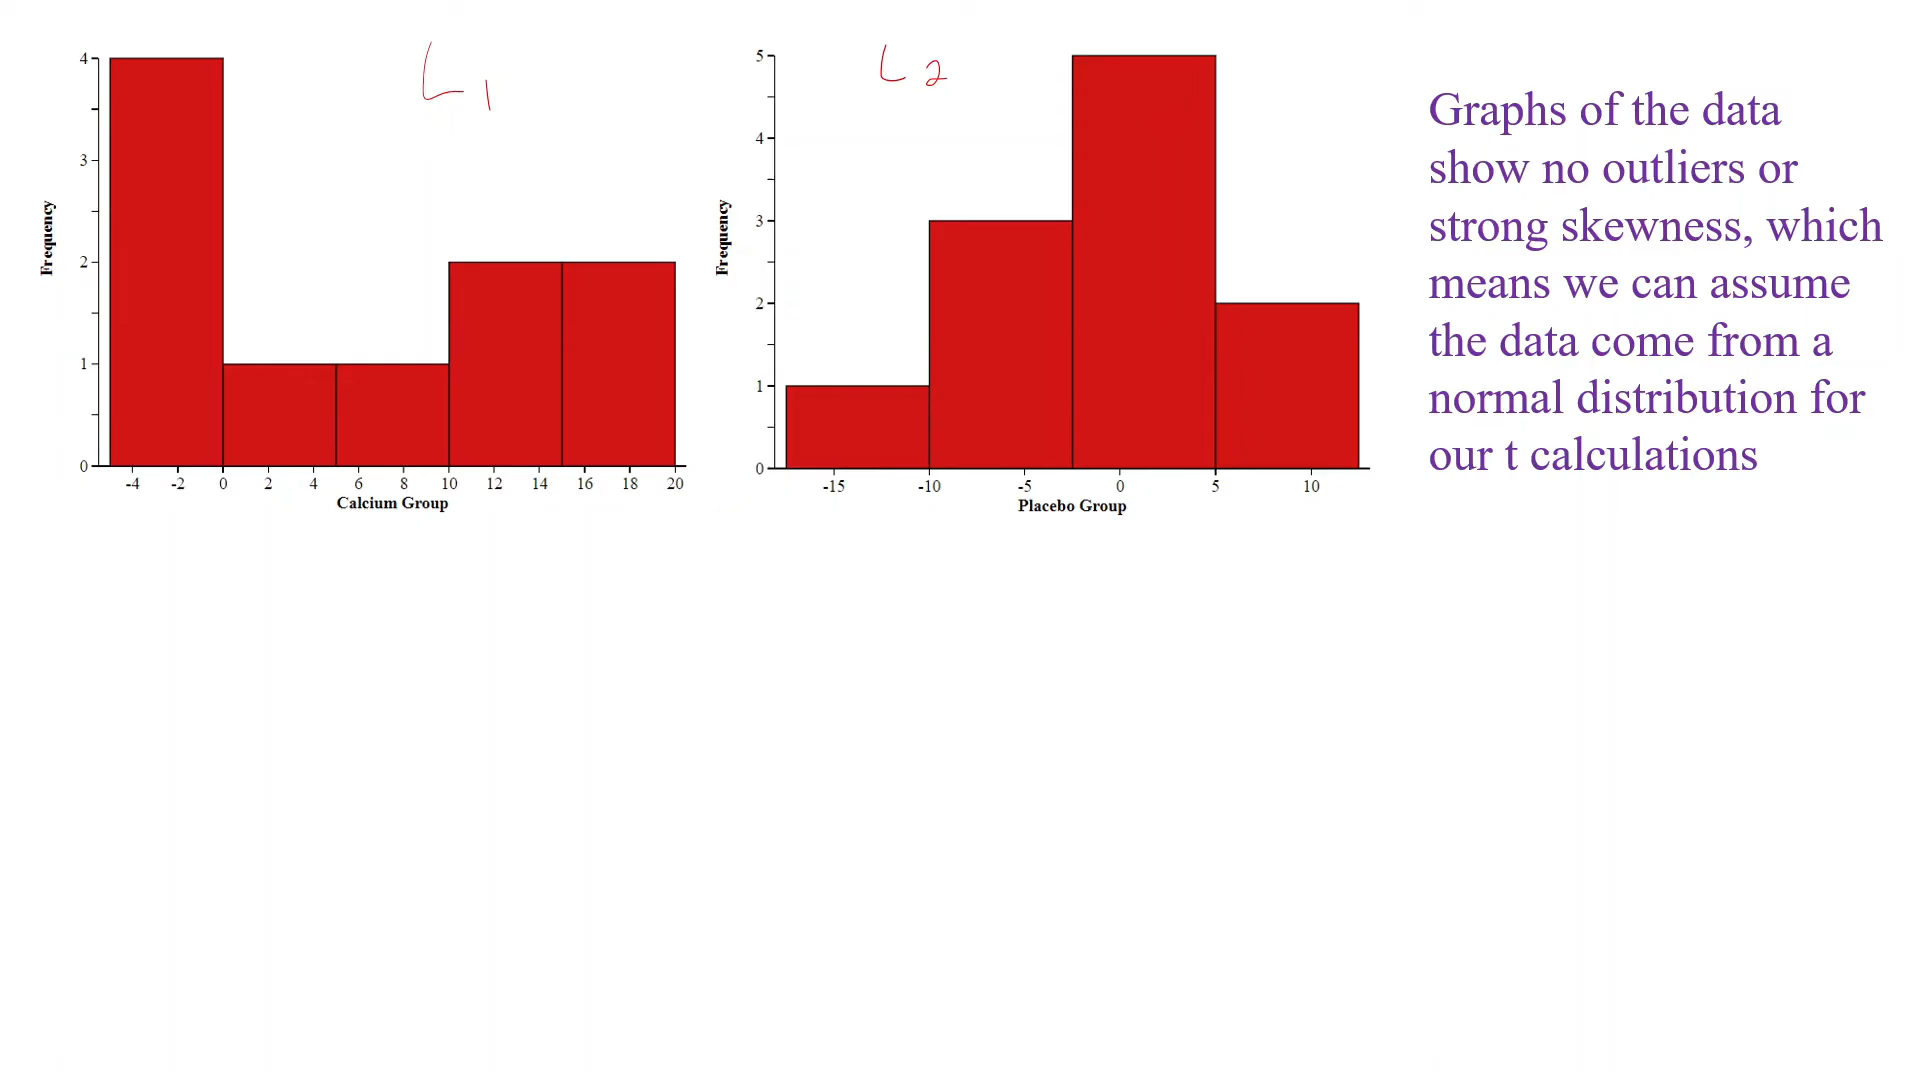 L1
4
3
2
1
0
Frequency
-4 -2 0 2 4 6 8 10 12 14 16 18 20
Calcium Group
L2
5
4
3
2
1
0
Frequency
-15 -10 -5 0 5 10
Placebo Group
Graphs of the data
show no outliers or
strong skewness, which
means we can assume
the data come from a
normal distribution for
our t calculations